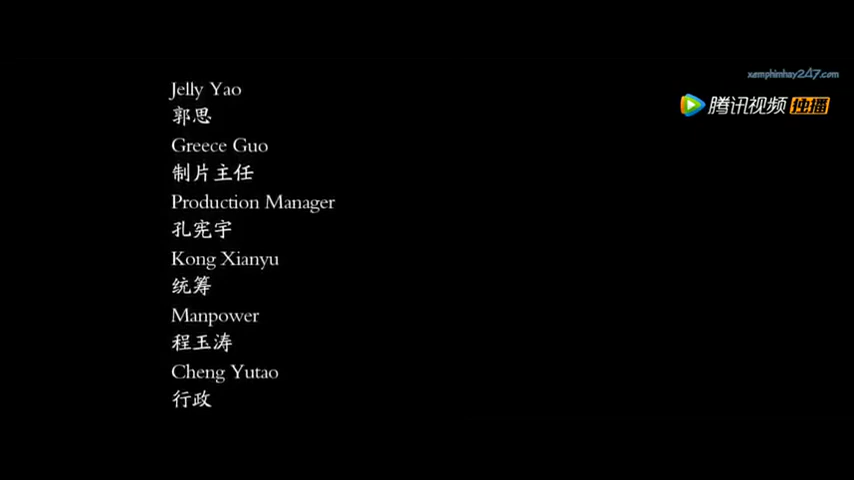 xemphimhay247.com
腾讯视频 独播
Jelly Yao
郭思
Greece Guo
制片主任
Production Manager
孔宪宇
Kong Xianyu
统筹
Manpower
程玉涛
Cheng Yutao
行政